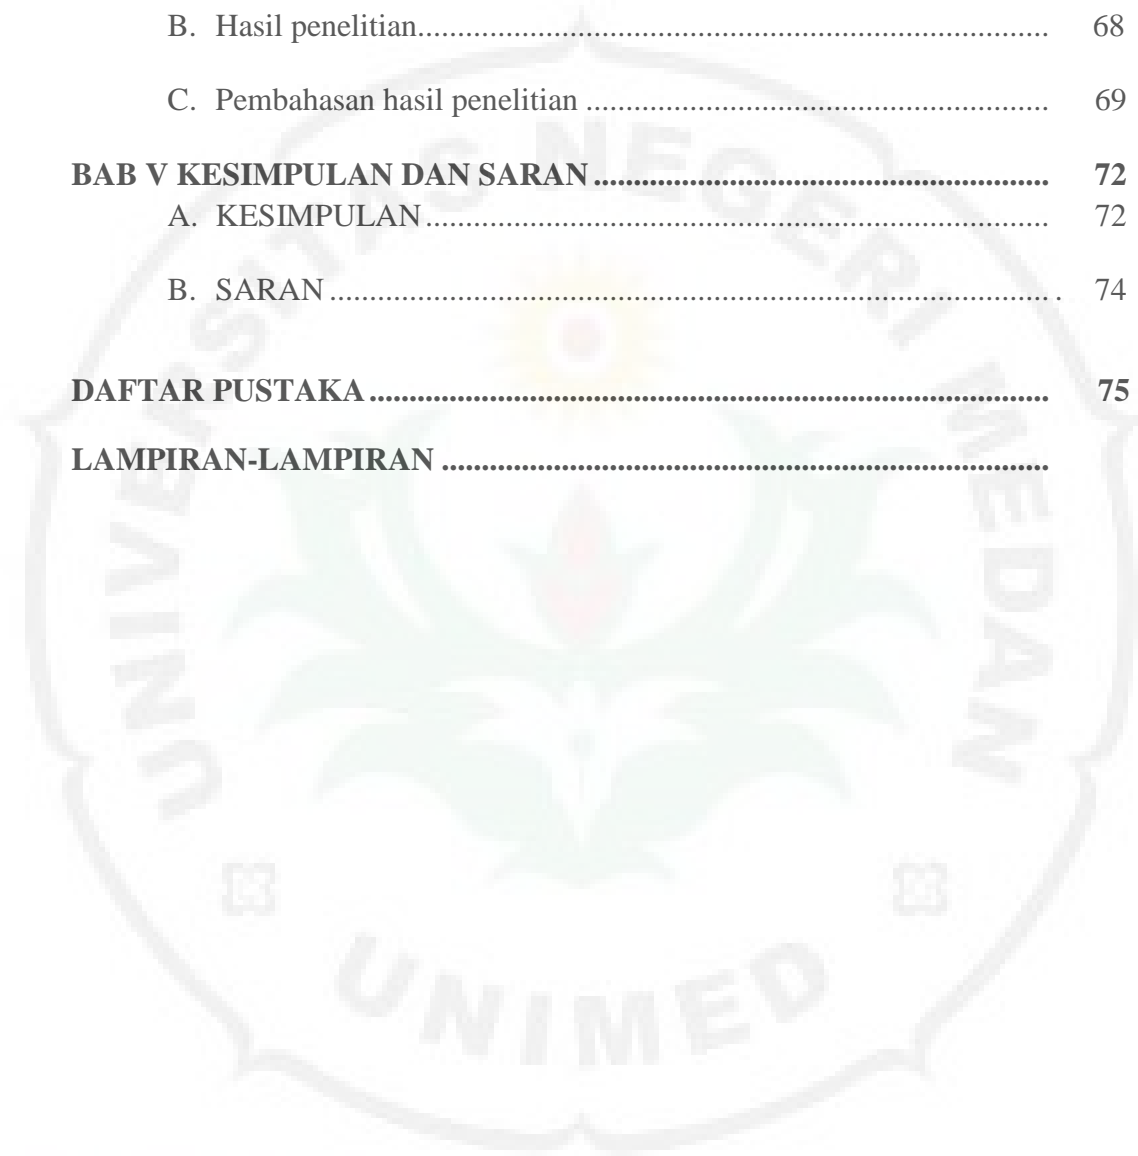 B. Hasil penelitian................................................................................ 68
C. Pembahasan hasil penelitian .......................................................... 69
BAB V KESIMPULAN DAN SARAN ......................................................... 72
A. KESIMPULAN .............................................................................. 72
B. SARAN ........................................................................................... . 74
DAFTAR PUSTAKA ..................................................................................... 75
LAMPIRAN-LAMPIRAN ............................................................................
UNIVERSITAS NEGERI MEDAN
UNIMED